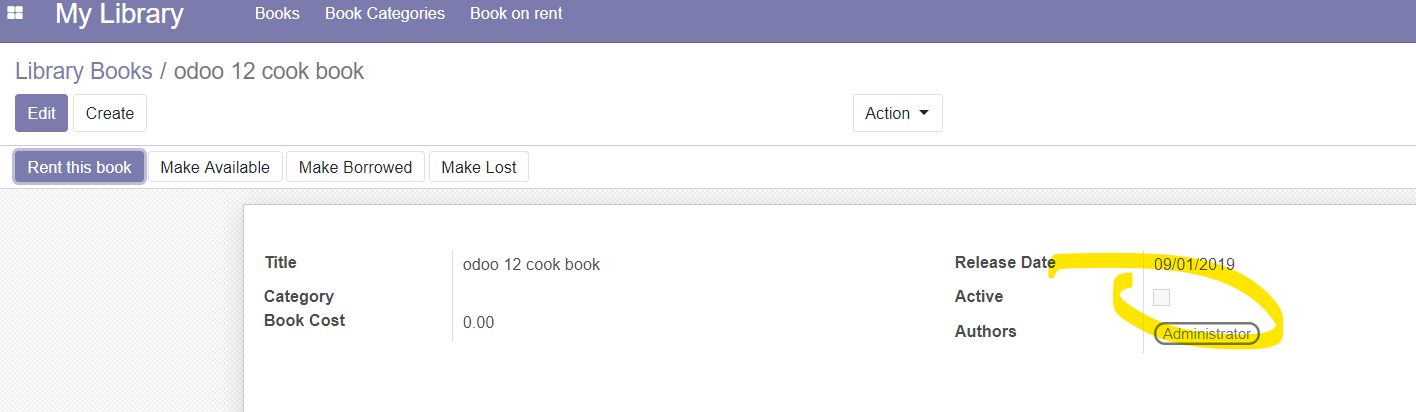 My Library Books Book Categories Book on rent
Library Books / odoo 12 cook book
Edit Create Action
Rent this book Make Available Make Borrowed Make Lost
Title odoo 12 cook book Release Date 09/01/2019
Category Active
Book Cost 0.00 Authors Administrator